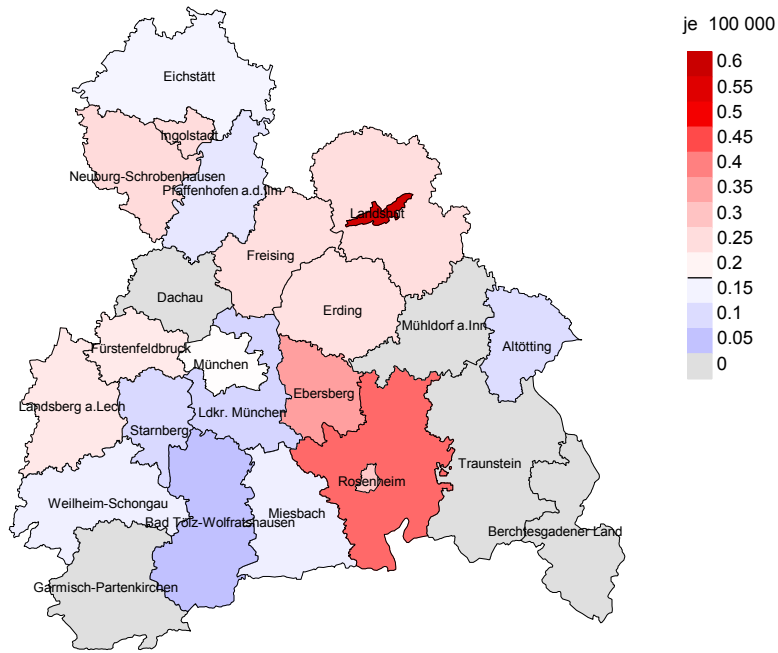 je 100 000
0.6
0.55
0.5
0.45
0.4
0.35
0.3
0.25
0.2
0.15
0.1
0.05
0
Eichstätt
Ingolstadt
Neuburg-Schrobenhausen
Pfaffenhofen a.d.Ilm
Landshut
Freising
Dachau
Erding
Mühldorf a.Inn
Altötting
Fürstenfeldbruck
München
Ebersberg
Landsberg a.Lech
Ldkr. München
Starnberg
Traunstein
Rosenheim
Weilheim-Schongau
Miesbach
Bad Tölz-Wolfratshausen
Berchtesgadener Land
Garmisch-Partenkirchen